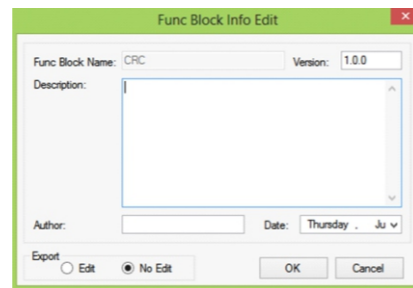 Func Block Info Edit
Func Block Name: CRC Version: 1.0.0
Description:
Author: Date: Thursday , Ju
Export
Edit No Edit OK Cancel